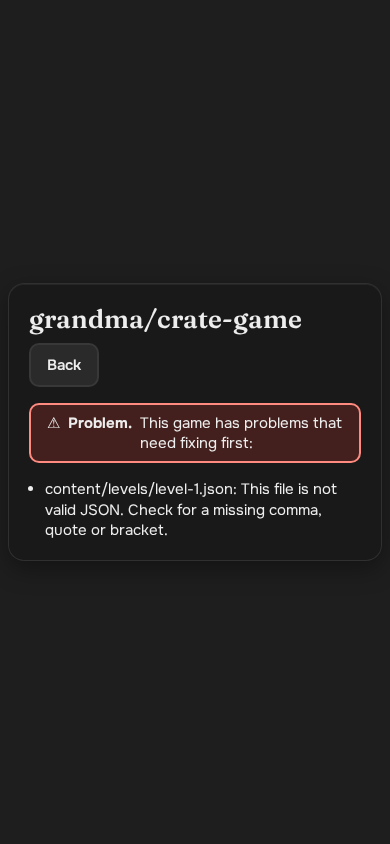 grandma/crate-game
Back
⚠ Problem. This game has problems that
need fixing first:
• content/levels/level-1.json: This file is not
valid JSON. Check for a missing comma,
quote or bracket.